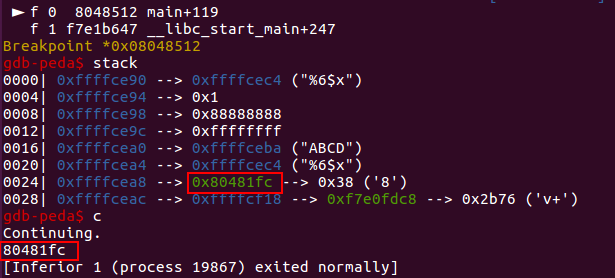 ► f 0  8048512 main+119
f 1 f7e1b647 __libc_start_main+247
Breakpoint *0x08048512
gdb-peda$ stack
0000| 0xffffce90 --> 0xffffcec4 ("%6$x")
0004| 0xffffce94 --> 0x1
0008| 0xffffce98 --> 0x88888888
0012| 0xffffce9c --> 0xffffffff
0016| 0xffffcea0 --> 0xffffceba ("ABCD")
0020| 0xffffcea4 --> 0xffffcec4 ("%6$x")
0024| 0xffffcea8 --> 0x80481fc --> 0x38 ('8')
0028| 0xffffceac --> 0xffffcf18 --> 0xf7e0fdc8 --> 0x2b76 ('v+')
gdb-peda$ c
Continuing.
80481fc
[Inferior 1 (process 19867) exited normally]